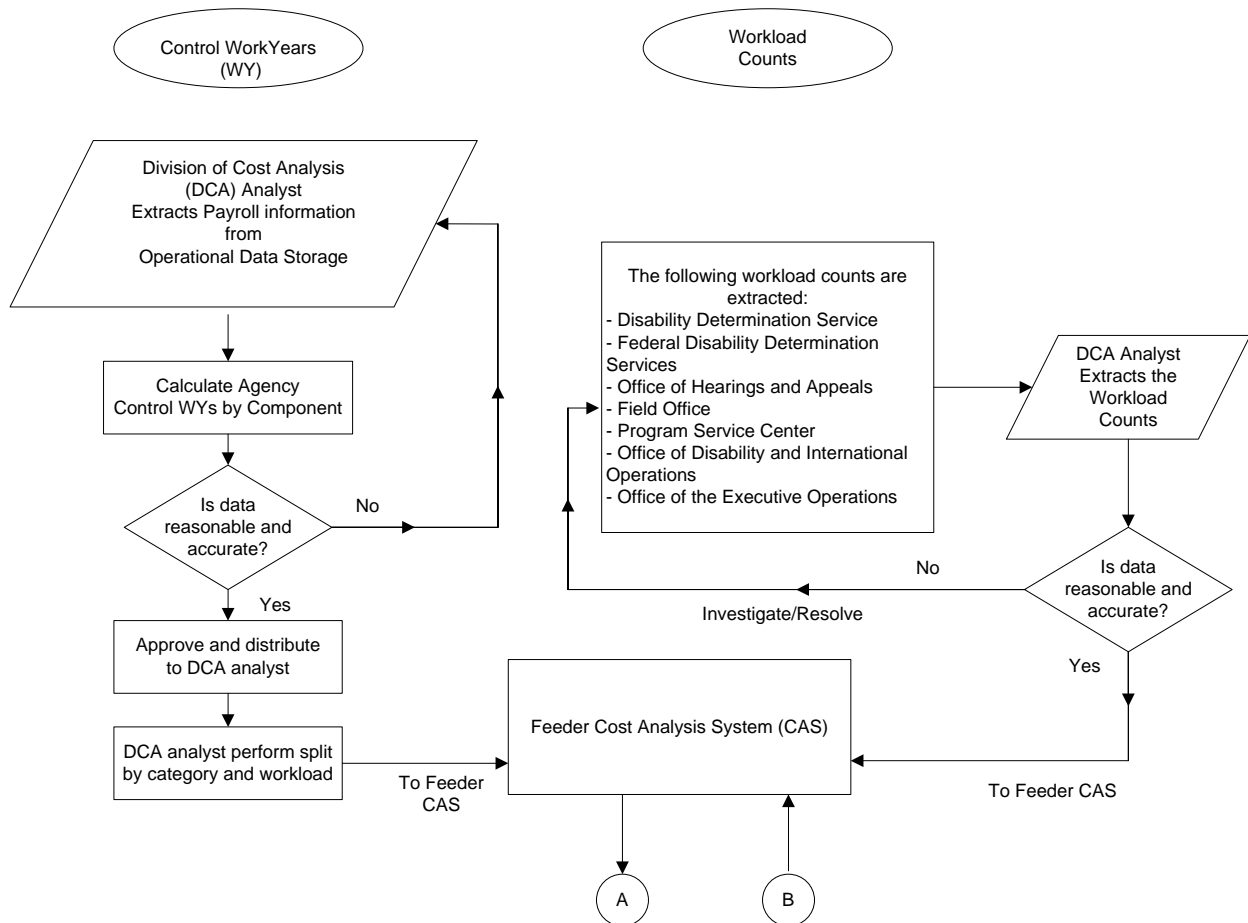 Control WorkYears
(WY)
Workload
Counts
Division of Cost Analysis
(DCA) Analyst
Extracts Payroll information
from
Operational Data Storage
Calculate Agency
Control WYs by Component
Is data
reasonable and
accurate?
No
Yes
Approve and distribute
to DCA analyst
DCA analyst perform split
by category and workload
To Feeder
CAS
The following workload counts are
extracted:
- Disability Determination Service
- Federal Disability Determination
Services
- Office of Hearings and Appeals
- Field Office
- Program Service Center
- Office of Disability and International
Operations
- Office of the Executive Operations
DCA Analyst
Extracts the
Workload
Counts
Is data
reasonable and
accurate?
No
Investigate/Resolve
Yes
To Feeder CAS
Feeder Cost Analysis System (CAS)
A
B